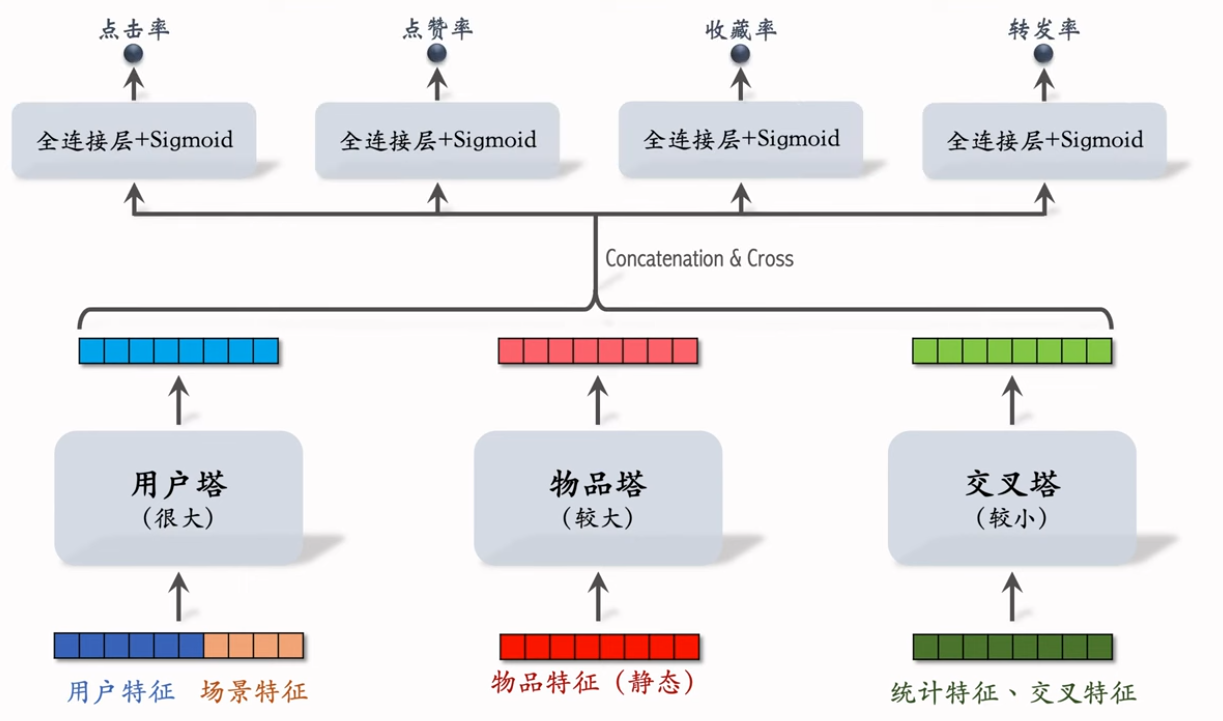 点击率
点赞率
收藏率
转发率
全连接层+Sigmoid
全连接层+Sigmoid
全连接层+Sigmoid
全连接层+Sigmoid
Concatenation & Cross
用户塔
(很大)
物品塔
(较大)
交叉塔
(较小)
用户特征
场景特征
物品特征(静态)
统计特征、交叉特征